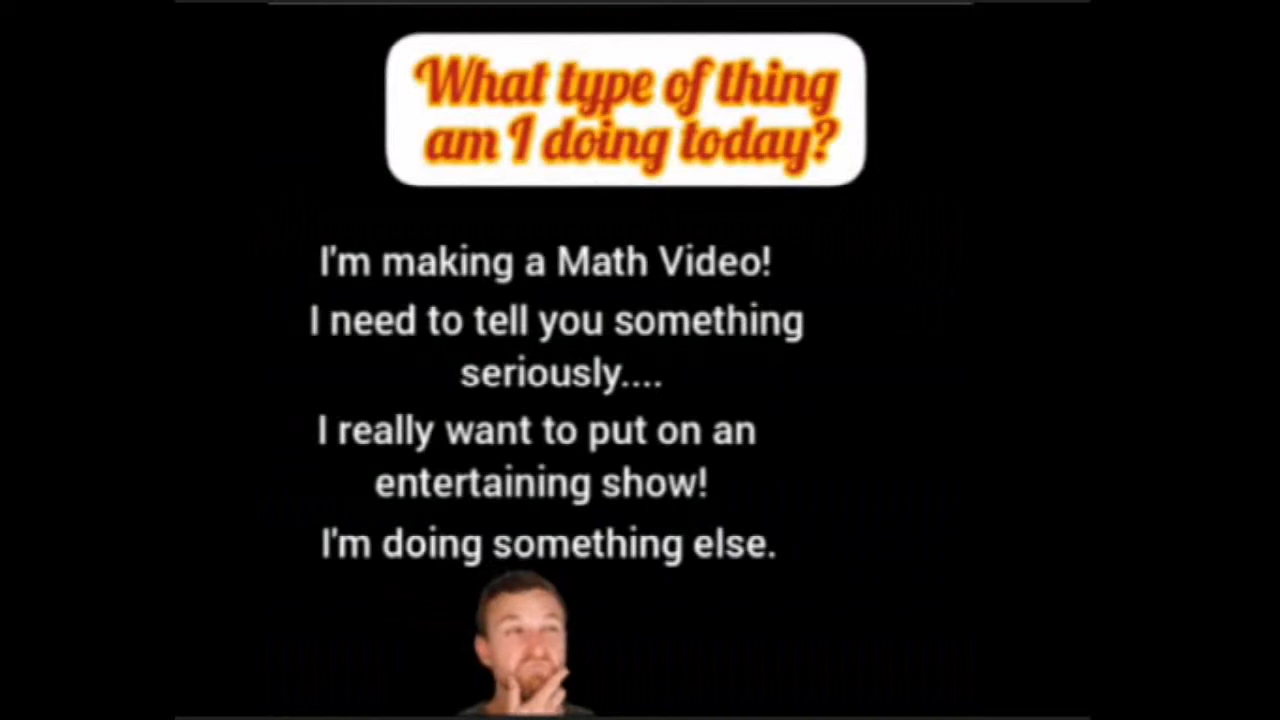 What type of thing
am I doing today?
I'm making a Math Video!
I need to tell you something
seriously....
I really want to put on an
entertaining show!
I'm doing something else.